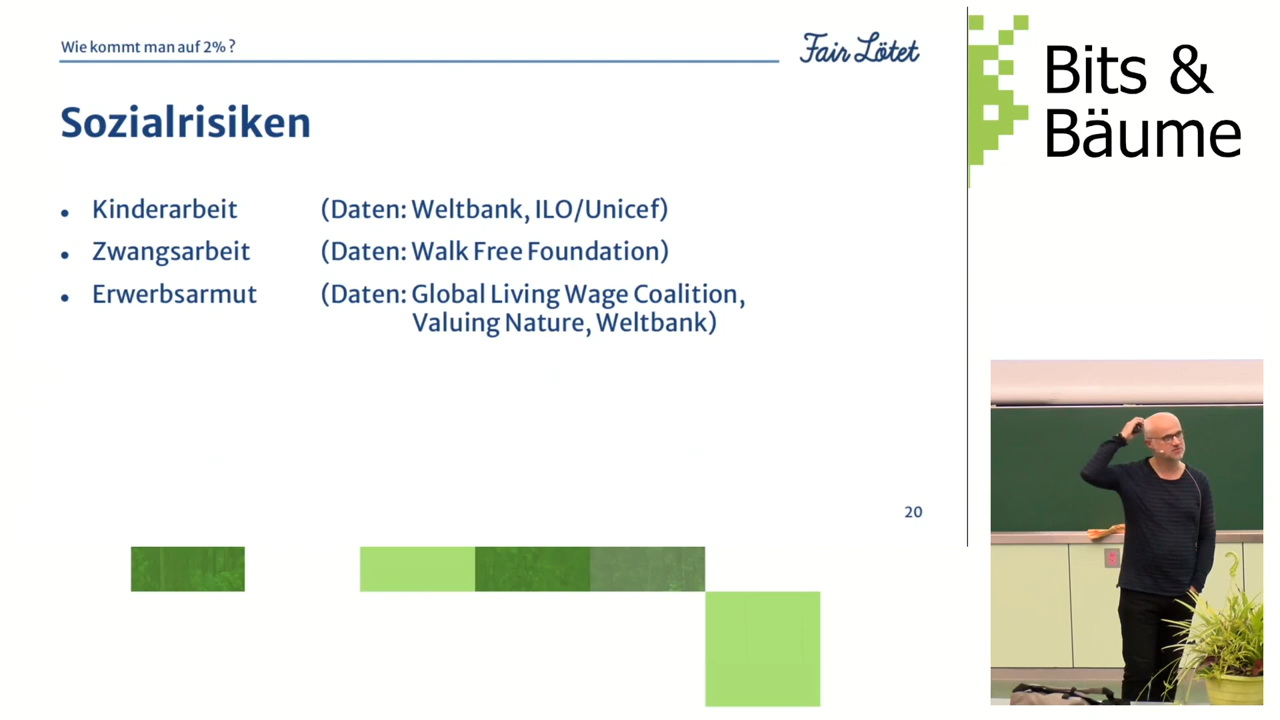 Wie kommt man auf 2% ?
Fair Lötet
Bits &
Bäume
Sozialrisiken
• Kinderarbeit (Daten: Weltbank, ILO/Unicef)
• Zwangsarbeit (Daten: Walk Free Foundation)
• Erwerbsarmut (Daten: Global Living Wage Coalition,
Valuing Nature, Weltbank)
20